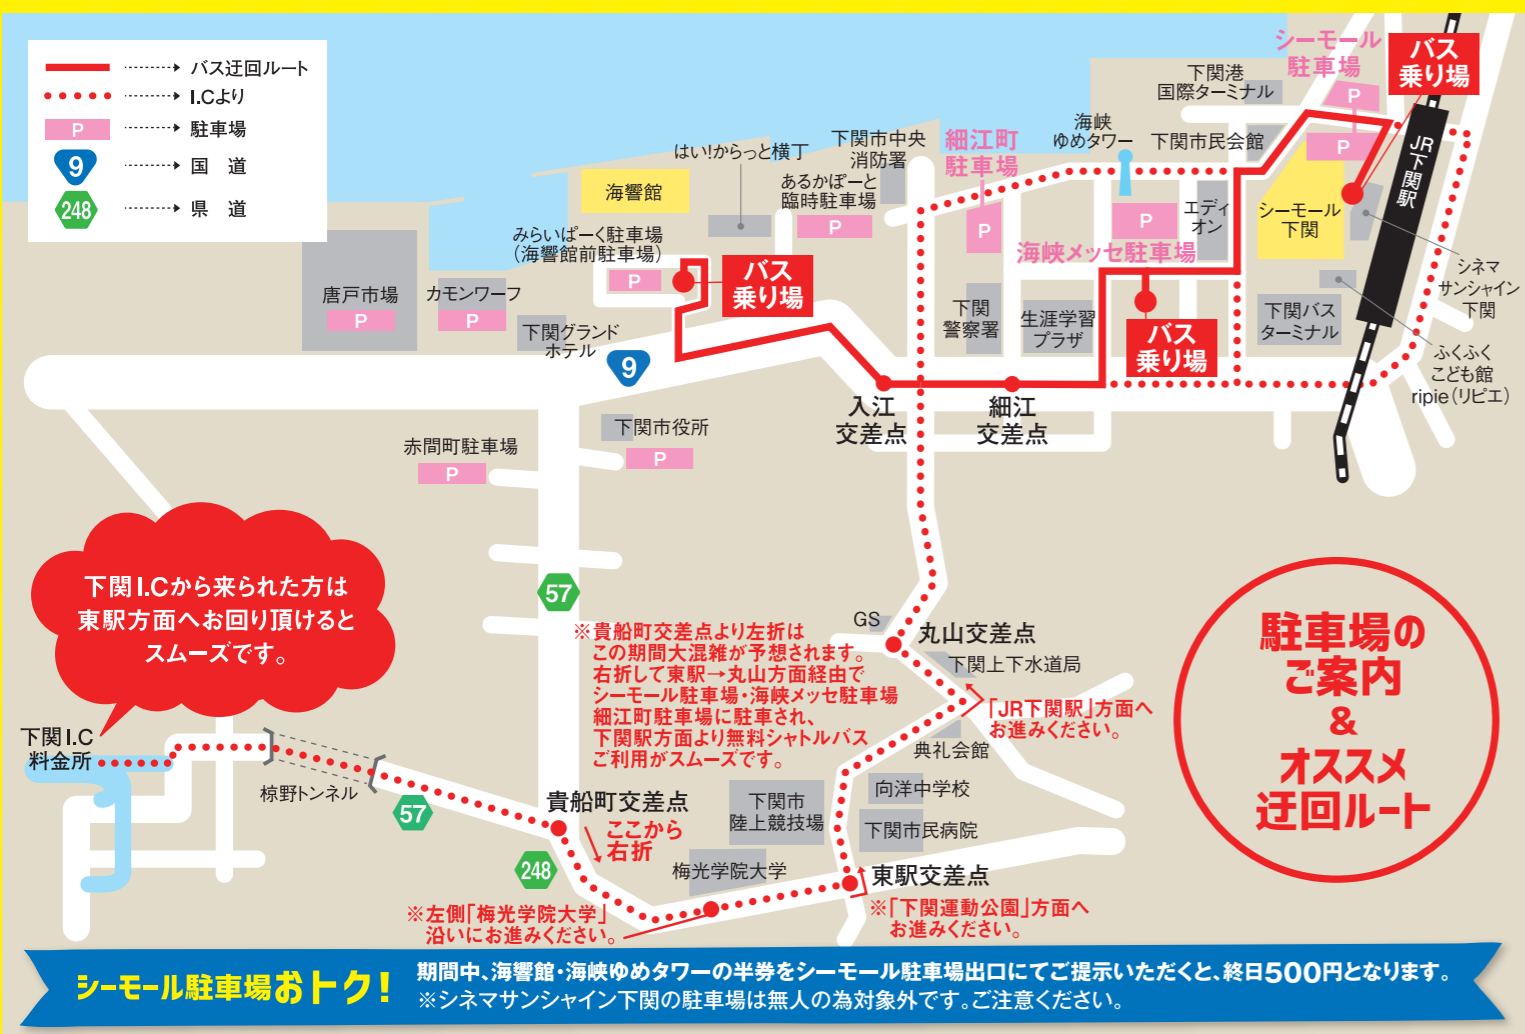 バス迂回ルート
I.Cより
P
駐車場
9
国 道
248
県 道
シーモール
駐車場
バス
乗り場
P
P
下関港
国際ターミナル
JR下関駅
海峡
ゆめタワー
下関市民会館
細江町
駐車場
P
下関市中央
消防署
はい!からっと横丁
あるかぽーと
臨時駐車場
P
海響館
エディ
オン
シーモール
下関
P
海峡メッセ駐車場
みらいぱーく駐車場
(海響館前駐車場)
P
バス
乗り場
唐戸市場
P
カモンワーフ
P
下関グランド
ホテル
9
下関
警察署
生涯学習
プラザ
バス
乗り場
下関バス
ターミナル
シネマ
サンシャイン
下関
ふくふく
こども館
ripie(リピエ)
入江
交差点
細江
交差点
下関市役所
P
赤間町駐車場
P
下関I.Cから来られた方は
東駅方面へお回り頂けると
スムーズです。
57
※貴船町交差点より左折は
この期間大混雑が予想されます。
右折して東駅→丸山方面経由で
シーモール駐車場・海峡メッセ駐車場
細江町駐車場に駐車され、
下関駅方面より無料シャトルバス
ご利用がスムーズです。
GS
丸山交差点
下関上下水道局
「JR下関駅」方面へ
お進みください。
典礼会館
駐車場の
ご案内
&
オススメ
迂回ルート
下関I.C
料金所
椋野トンネル
57
貴船町交差点
ここから
右折
248
下関市
陸上競技場
向洋中学校
下関市民病院
梅光学院大学
東駅交差点
※左側「梅光学院大学」
沿いにお進みください。
※「下関運動公園」方面へ
お進みください。
シーモール駐車場おトク!
期間中、海響館・海峡ゆめタワーの半券をシーモール駐車場出口にてご提示いただくと、終日500円となります。
※シネマサンシャイン下関の駐車場は無人の為対象外です。ご注意ください。